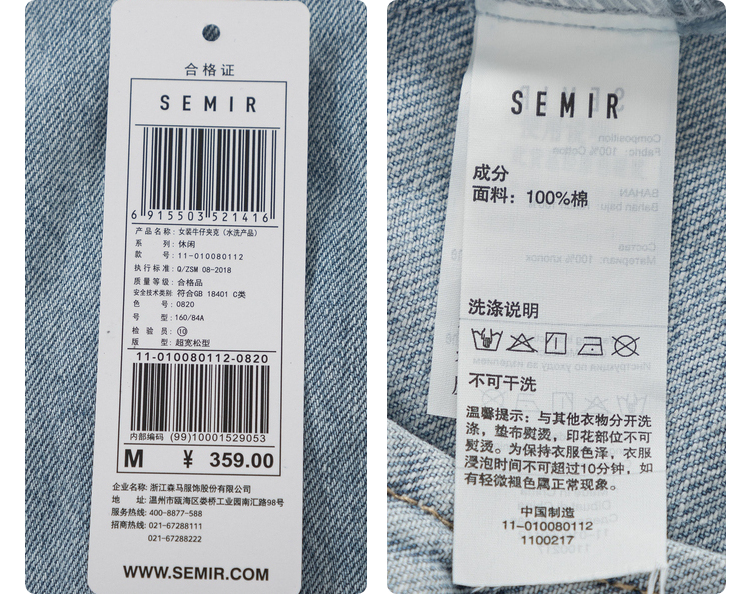 合格证
SEMIR
6 915503 521416
产品名称: 女装牛仔夹克（水洗产品）
系 列: 休闲
款 号: 11-010080112
执行标准: Q/ZSM 08-2018
质量等级: 合格品
安全技术类别: 符合GB 18401 C类
色 号: 0820
号 型: 160/84A
检 验 员: ⑩
版 型: 超宽松型
11-010080112-0820
内部编码 (99)10001529053
M ¥ 359.00
企业名称: 浙江森马服饰股份有限公司
地 址: 温州市瓯海区娄桥工业园南汇路98号
服务热线: 400-8877-588
招商热线: 021-67288111
021-67288222
WWW.SEMIR.COM
SEMIR
成分
面料: 100%棉
洗涤说明
不可干洗
温馨提示: 与其他衣物分开洗
涤，垫布熨烫，印花部位不可
熨烫。为保持衣服色泽，衣服
浸泡时间不可超过10分钟，如
有轻微褪色属正常现象。
中国制造
11-010080112
1100217
Composition
Fabric: 100% Cotton
BAHAN
Bahan baju
Состав
Материал: 100% хлопок